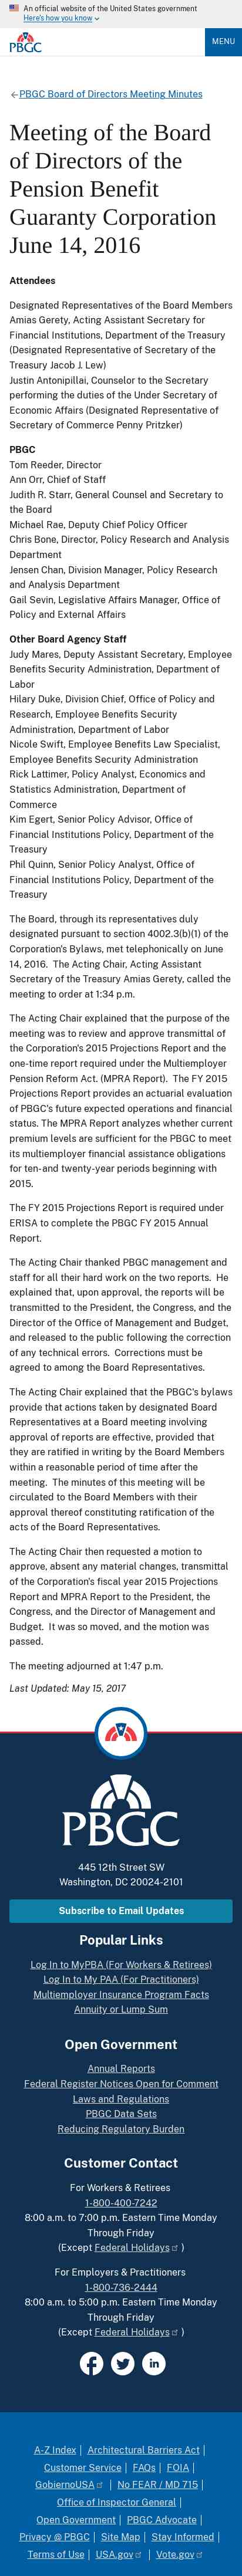 An official website of the United States government
Here's how you know
PBGC
MENU
PBGC Board of Directors Meeting Minutes
Meeting of the Board
of Directors of the
Pension Benefit
Guaranty Corporation
June 14, 2016
Attendees
Designated Representatives of the Board Members
Amias Gerety, Acting Assistant Secretary for
Financial Institutions, Department of the Treasury
(Designated Representative of Secretary of the
Treasury Jacob J. Lew)
Justin Antonipillai, Counselor to the Secretary
performing the duties of the Under Secretary of
Economic Affairs (Designated Representative of
Secretary of Commerce Penny Pritzker)
PBGC
Tom Reeder, Director
Ann Orr, Chief of Staff
Judith R. Starr, General Counsel and Secretary to
the Board
Michael Rae, Deputy Chief Policy Officer
Chris Bone, Director, Policy Research and Analysis
Department
Jensen Chan, Division Manager, Policy Research
and Analysis Department
Gail Sevin, Legislative Affairs Manager, Office of
Policy and External Affairs
Other Board Agency Staff
Judy Mares, Deputy Assistant Secretary, Employee
Benefits Security Administration, Department of
Labor
Hilary Duke, Division Chief, Office of Policy and
Research, Employee Benefits Security
Administration, Department of Labor
Nicole Swift, Employee Benefits Law Specialist,
Employee Benefits Security Administration
Rick Lattimer, Policy Analyst, Economics and
Statistics Administration, Department of
Commerce
Kim Egert, Senior Policy Advisor, Office of
Financial Institutions Policy, Department of the
Treasury
Phil Quinn, Senior Policy Analyst, Office of
Financial Institutions Policy, Department of the
Treasury
The Board, through its representatives duly
designated pursuant to section 4002.3(b)(1) of the
Corporation's Bylaws, met telephonically on June
14, 2016.  The Acting Chair, Acting Assistant
Secretary of the Treasury Amias Gerety, called the
meeting to order at 1:34 p.m.
The Acting Chair explained that the purpose of the
meeting was to review and consider transmittal of
the Corporation's 2015 Projections Report and the
one-time report required under the Multiemployer
Pension Reform Act. (MPRA Report).  The FY 2015
Projections Report provides an actuarial evaluation
of PBGC's future expected operations and financial
status. The MPRA Report analyzes whether current
premium levels are sufficient for the PBGC to meet
its multiemployer financial assistance obligations
for ten- and twenty-year periods beginning with
2015.
The FY 2015 Projections Report is required under
ERISA to complete the PBGC FY 2015 Annual
Report.
The Acting Chair thanked PBGC management and
staff for all their hard work on the two reports.  He
explained that, upon approval, the reports will be
transmitted to the President, the Congress, and the
Director of the Office of Management and Budget,
and released to the public following the correction
of any technical errors.  Corrections must be
agreed to among the Board Representatives.
The Acting Chair explained that the PBGC's bylaws
provide that actions taken by designated Board
Representatives at a Board meeting are subject to
ratification in writing by the Board Members
within a reasonable period of time after the
meeting.  The minutes of this meeting will be
circulated to the Board Members with their
approval thereof constituting ratification of the
acts of the Board Representatives.
The Acting Chair then requested a motion to
approve, absent any material changes, transmittal
of the Corporation's fiscal year 2015 Projections
Report and MPRA Report to the President, the
Congress, and the Director of Management and
Budget.  It was so moved, and the motion was
passed.
The meeting adjourned at 1:47 p.m.
Last Updated: May 15, 2017
PBGC
445 12th Street SW
Washington, DC 20024-2101
Subscribe to Email Updates
Popular Links
Log In to MyPBA (For Workers & Retirees)
Log In to My PAA (For Practitioners)
Multiemployer Insurance Program Facts
Annuity or Lump Sum
Open Government
Annual Reports
Federal Register Notices Open for Comment
Laws and Regulations
PBGC Data Sets
Reducing Regulatory Burden
Customer Contact
For Workers & Retirees
1-800-400-7242
8:00 a.m. to 7:00 p.m. Eastern Time Monday
Through Friday
(Except Federal Holidays )
For Employers & Practitioners
1-800-736-2444
8:00 a.m. to 5:00 p.m. Eastern Time Monday
Through Friday
(Except Federal Holidays )
A-Z Index | Architectural Barriers Act |
Customer Service | FAQs | FOIA |
GobiernoUSA | No FEAR / MD 715 |
Office of Inspector General |
Open Government | PBGC Advocate |
Privacy @ PBGC | Site Map | Stay Informed |
Terms of Use | USA.gov | Vote.gov